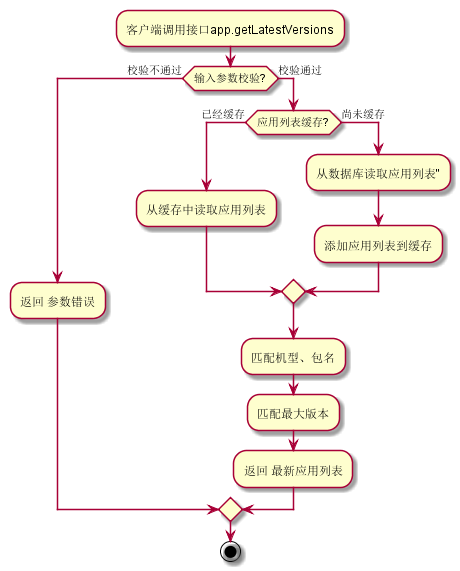 客户端调用接口app.getLatestVersions
校验不通过
输入参数校验?
校验通过
已经缓存
应用列表缓存?
尚未缓存
从数据库读取应用列表"
从缓存中读取应用列表
添加应用列表到缓存
返回 参数错误
匹配机型、包名
匹配最大版本
返回 最新应用列表